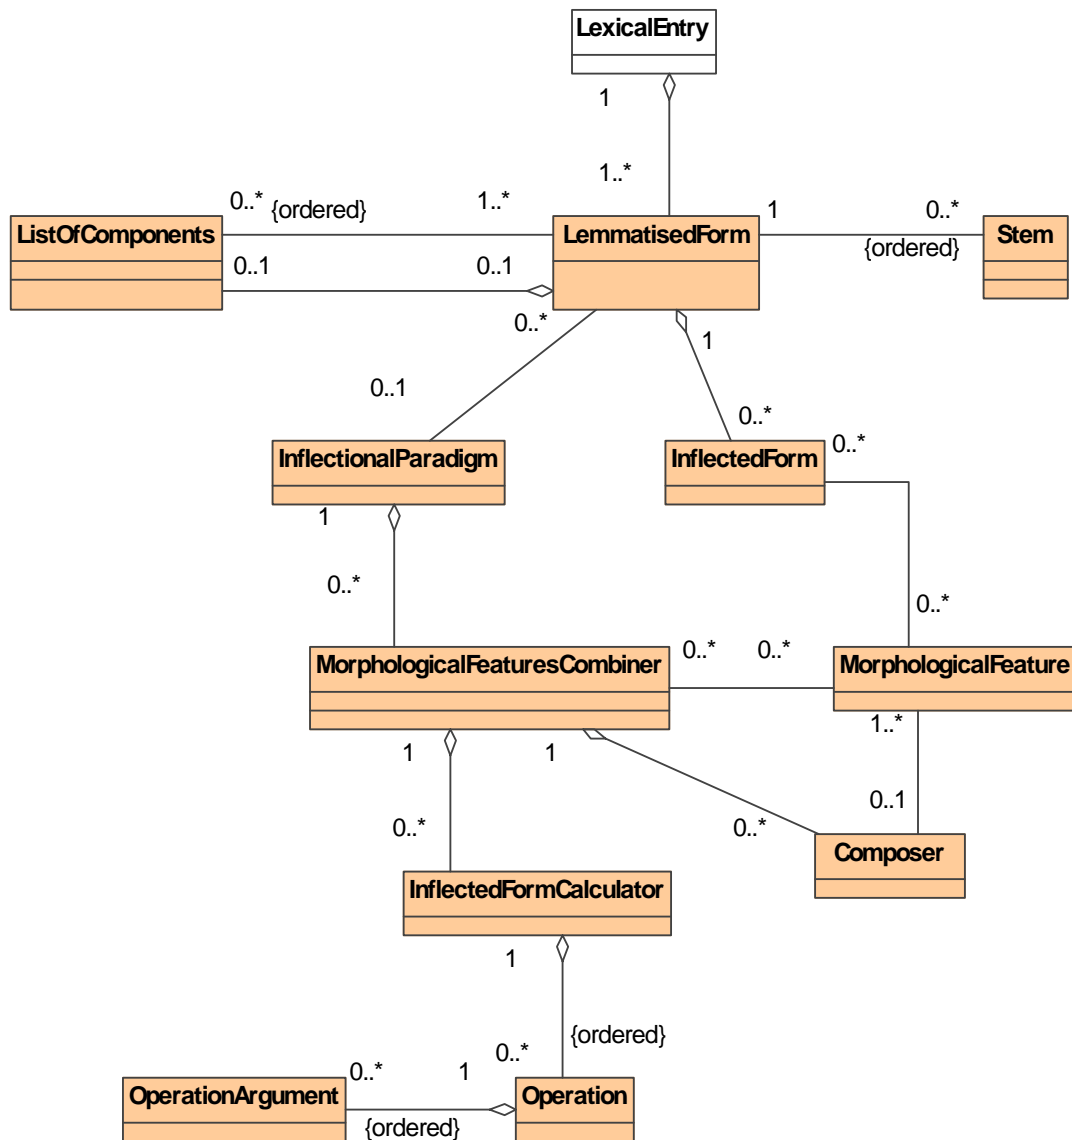 LexicalEntry
1
1..*
0..* {ordered} 1..*
1 0..*
ListOfComponents
LemmatisedForm
Stem
{ordered}
0..1 0..1
0..*
1
0..1
0..*
InflectionalParadigm
InflectedForm
0..*
1
0..*
0..*
MorphologicalFeaturesCombiner
0..* 0..*
MorphologicalFeature
1 1
1..*
0..1
0..* 0..*
Composer
InflectedFormCalculator
1
{ordered}
0..*
0..* 1
OperationArgument
Operation
{ordered}